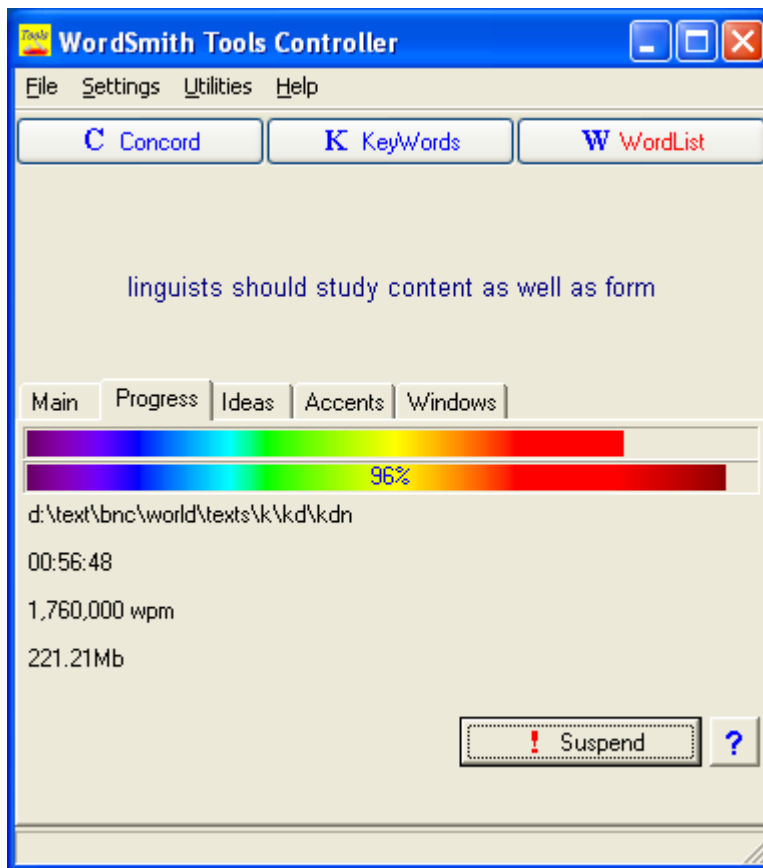 Tools WordSmith Tools Controller
File Settings Utilities Help
C Concord K KeyWords W WordList
linguists should study content as well as form
Main Progress Ideas Accents Windows
96%
d:\text\bnc\world\texts\k\kd\kdn
00:56:48
1,760,000 wpm
221.21Mb
! Suspend ?